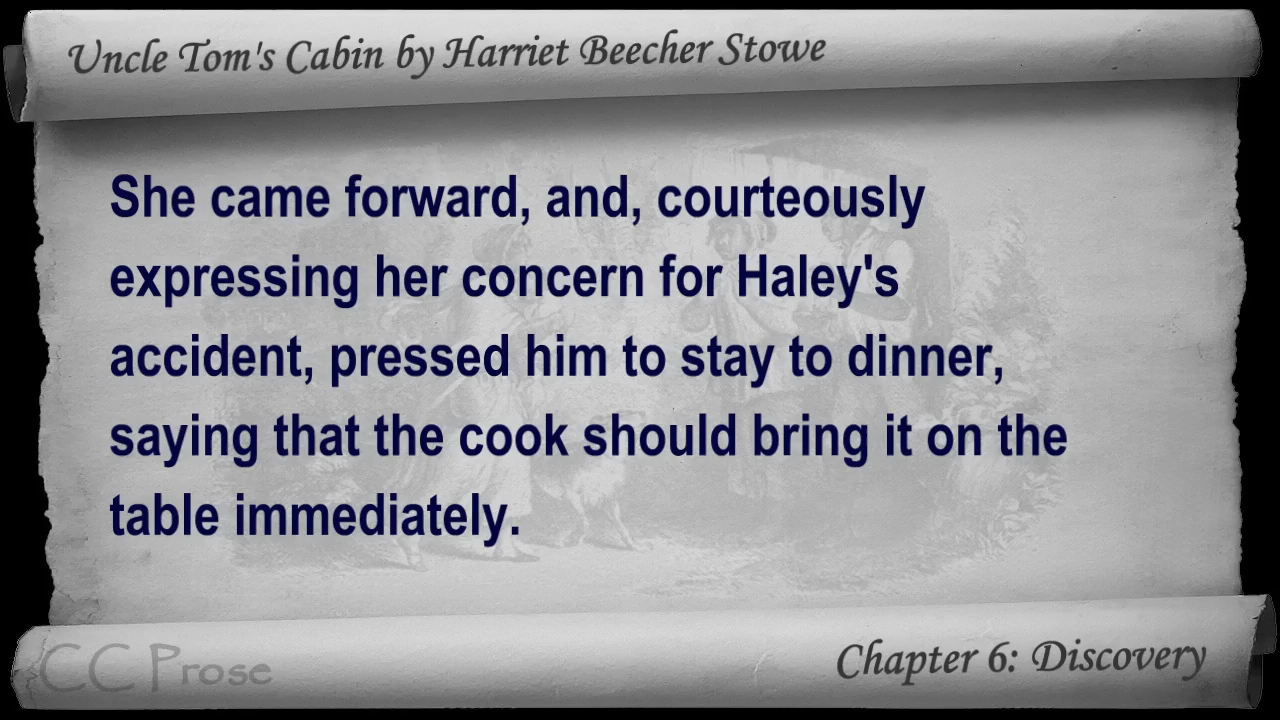 Uncle Tom's Cabin by Harriet Beecher Stowe
She came forward, and, courteously
expressing her concern for Haley's
accident, pressed him to stay to dinner,
saying that the cook should bring it on the
table immediately.
CC Prose
Chapter 6: Discovery